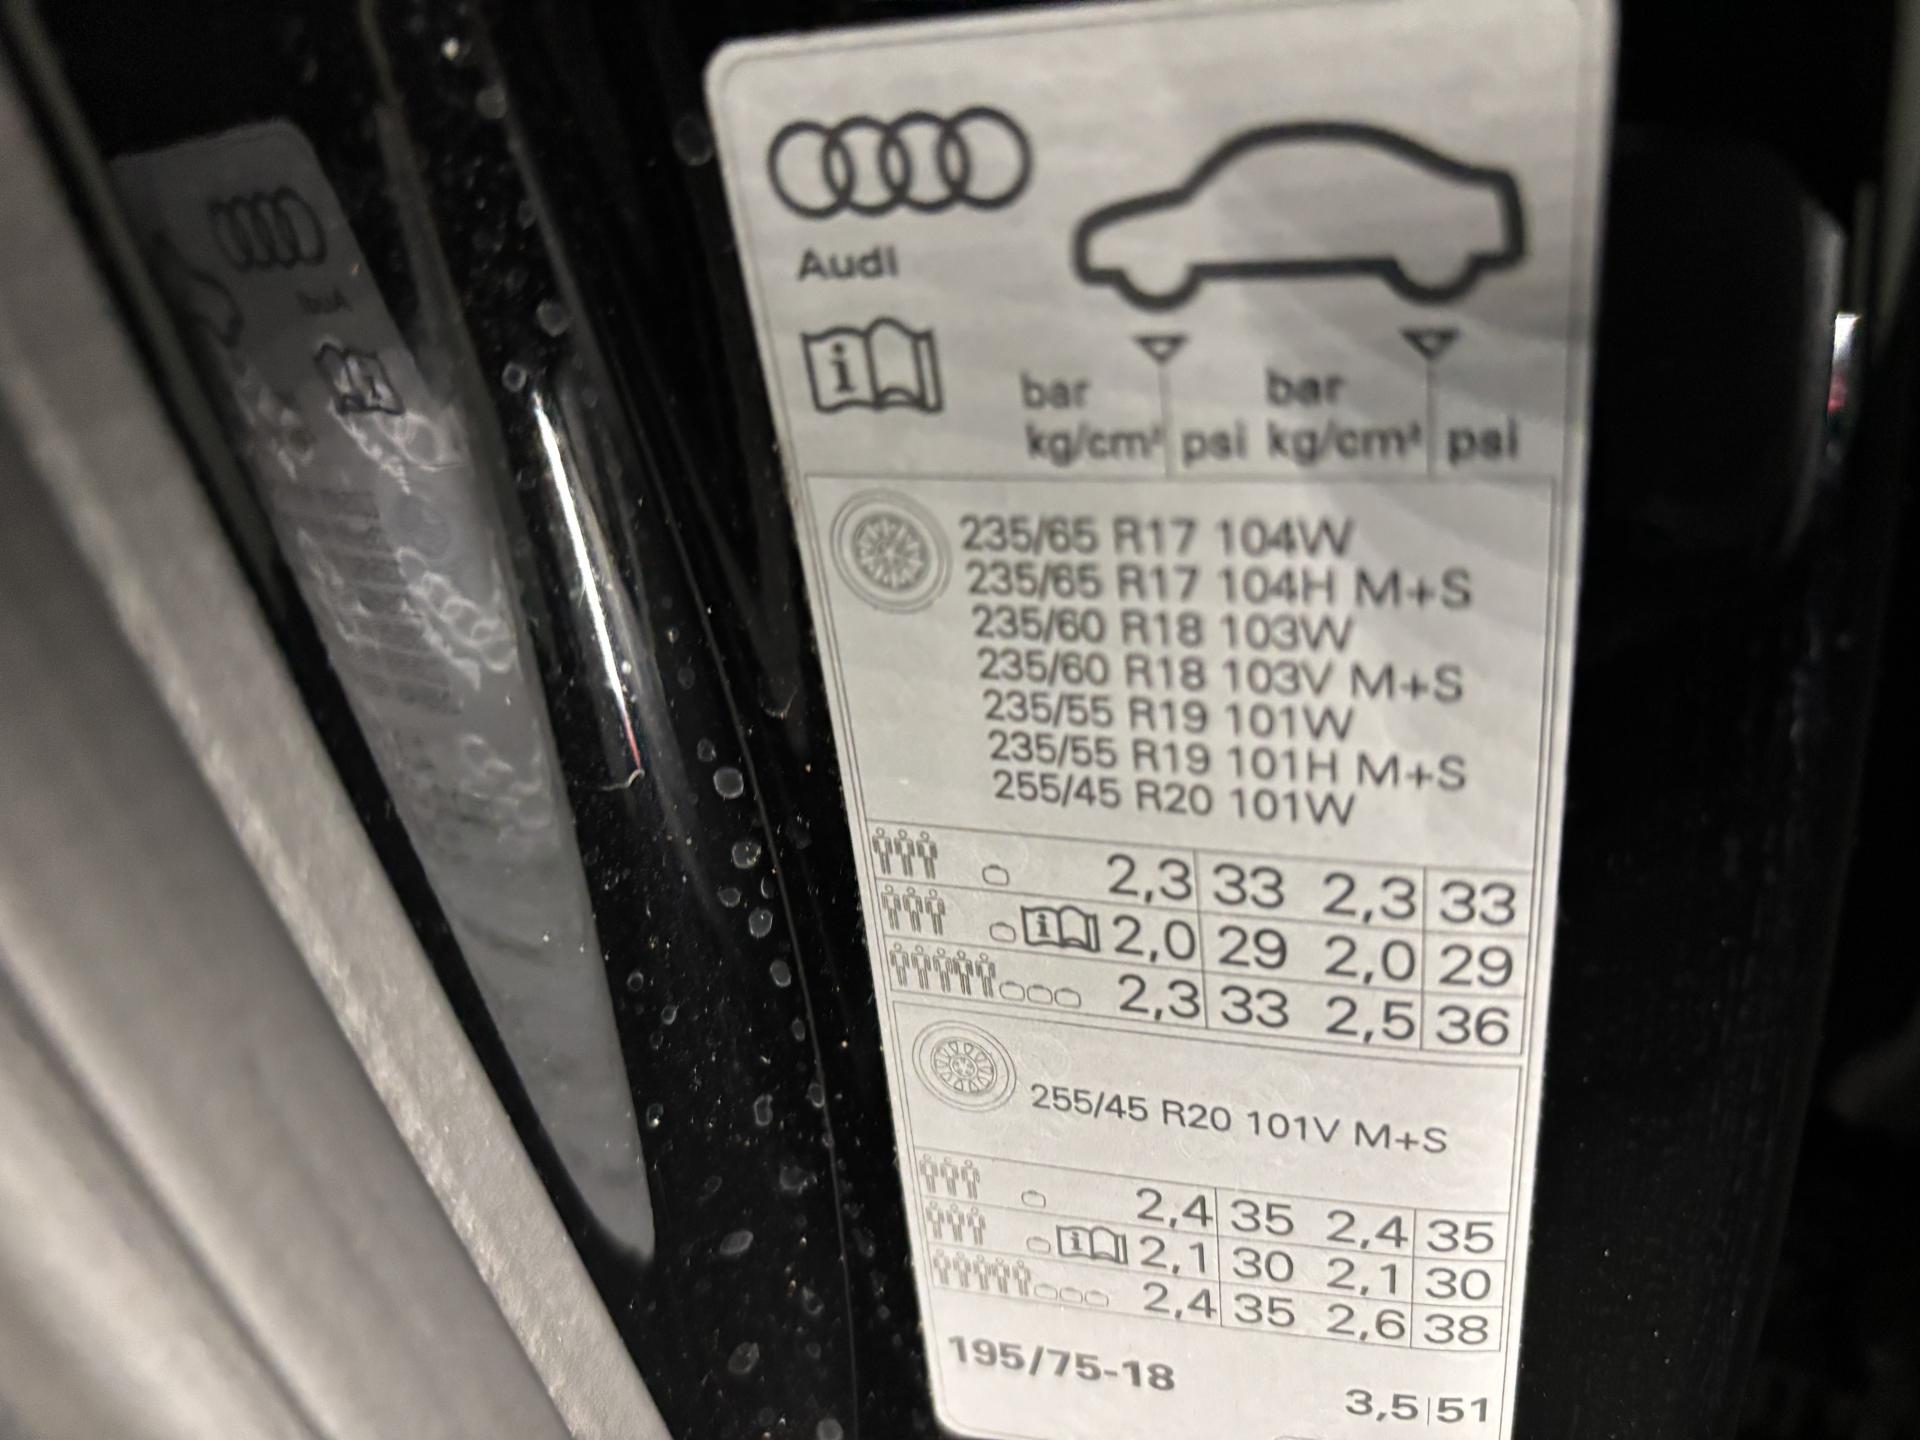 Audi
i
bar bar
kg/cm² psi kg/cm² psi
235/65 R17 104W
235/65 R17 104H M+S
235/60 R18 103W
235/60 R18 103V M+S
235/55 R19 101W
235/55 R19 101H M+S
255/45 R20 101W
2,3 33 2,3 33
i 2,0 29 2,0 29
2,3 33 2,5 36
255/45 R20 101V M+S
2,4 35 2,4 35
i 2,1 30 2,1 30
2,4 35 2,6 38
195/75-18
3,5 51